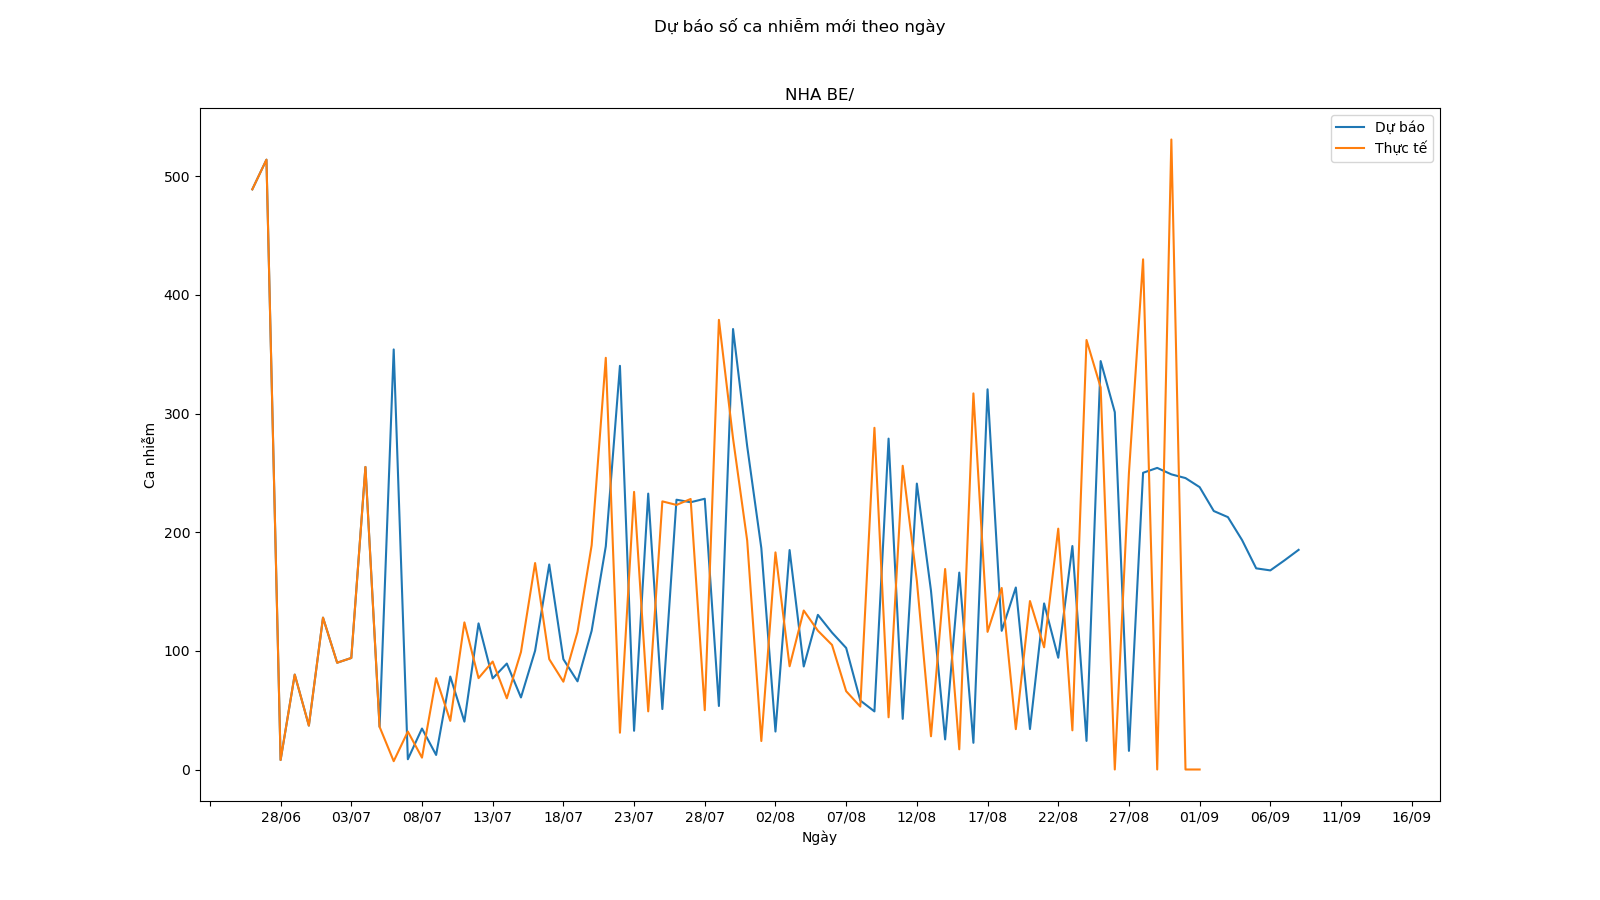 Dự báo số ca nhiễm mới theo ngày
NHA BE/
Dự báo
Thực tế
500
400
300
200
100
0
Ca nhiễm
28/06 03/07 08/07 13/07 18/07 23/07 28/07 02/08 07/08 12/08 17/08 22/08 27/08 01/09 06/09 11/09 16/09
Ngày